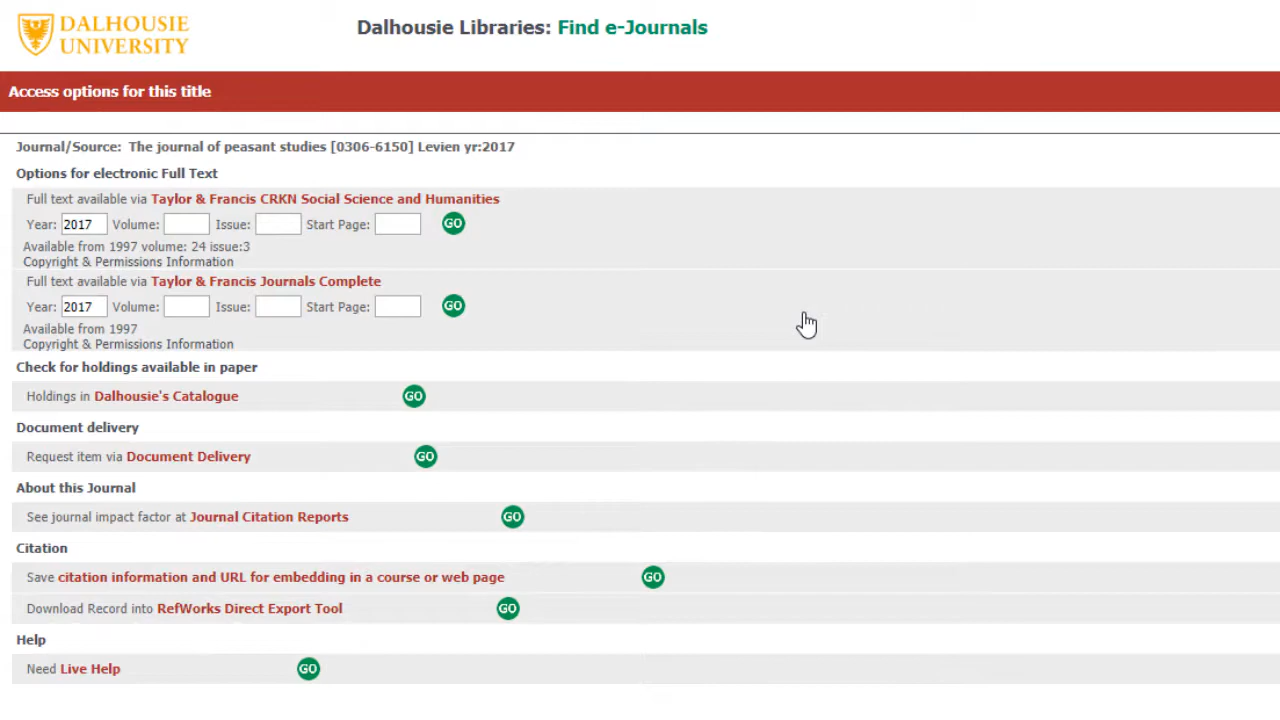 DALHOUSIE
UNIVERSITY
Dalhousie Libraries: Find e-Journals
Access options for this title
Journal/Source: The journal of peasant studies [0306-6150] Levien yr:2017
Options for electronic Full Text
Full text available via Taylor & Francis CRKN Social Science and Humanities
Year: 2017 Volume: Issue: Start Page: GO
Available from 1997 volume: 24 issue:3
Copyright & Permissions Information
Full text available via Taylor & Francis Journals Complete
Year: 2017 Volume: Issue: Start Page: GO
Available from 1997
Copyright & Permissions Information
Check for holdings available in paper
Holdings in Dalhousie's Catalogue GO
Document delivery
Request item via Document Delivery GO
About this Journal
See journal impact factor at Journal Citation Reports GO
Citation
Save citation information and URL for embedding in a course or web page GO
Download Record into RefWorks Direct Export Tool GO
Help
Need Live Help GO